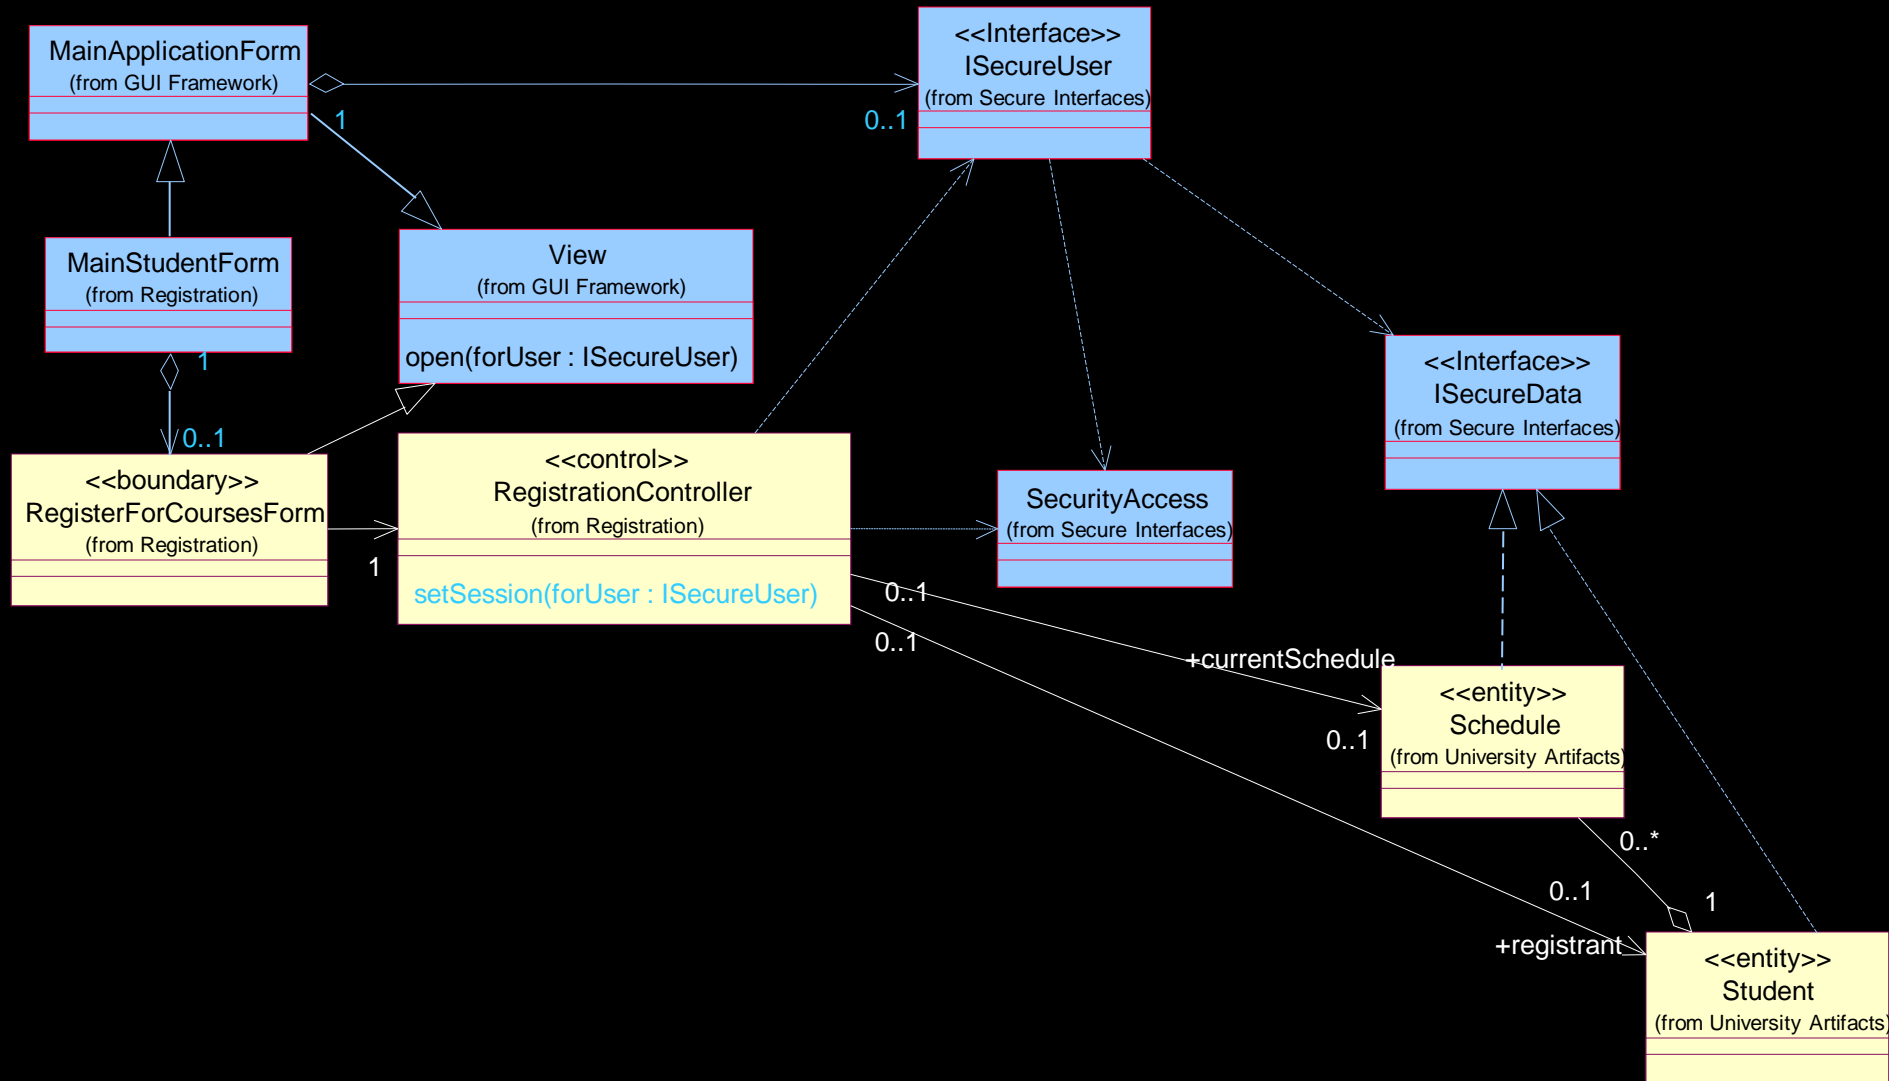 MainApplicationForm
(from GUI Framework)
1
<<Interface>>
ISecureUser
(from Secure Interfaces)
0..1
MainStudentForm
(from Registration)
1
0..1
View
(from GUI Framework)
open(forUser : ISecureUser)
<<Interface>>
ISecureData
(from Secure Interfaces)
<<boundary>>
RegisterForCoursesForm
(from Registration)
1
<<control>>
RegistrationController
(from Registration)
setSession(forUser : ISecureUser)
SecurityAccess
(from Secure Interfaces)
0..1
0..1
+currentSchedule
0..1
<<entity>>
Schedule
(from University Artifacts)
0..*
1
0..1
+registrant
<<entity>>
Student
(from University Artifacts)